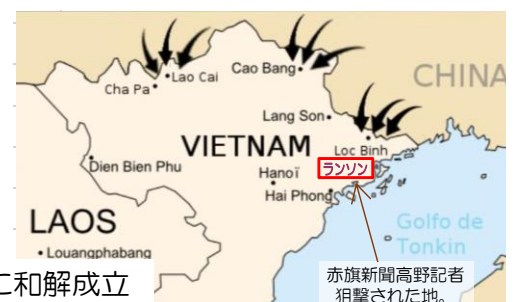 CHINA
Lao Cai
Cao Bang
Cha Pa
Lang Son
VIETNAM
Loc Binh
Dien Bien Phu
Hanoï
ランソン
Hai Phong
LAOS
Golfo de
Tonkin
Louangphabang
に和解成立
赤旗新聞高野記者
狙撃された地。